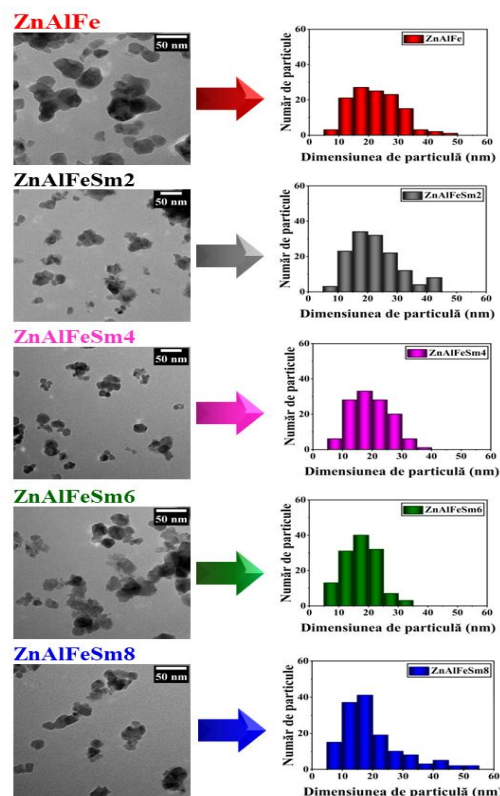 ZnAlFe
50 nm
Număr de particule
60
40
20
0
ZnAlFe
0 10 20 30 40 50 60
Dimensiunea de particulă (nm)
ZnAlFeSm2
50 nm
Număr de particule
60
40
20
0
ZnAlFeSm2
0 10 20 30 40 50 60
Dimensiunea de particulă (nm)
ZnAlFeSm4
50 nm
Număr de particule
60
40
20
0
ZnAlFeSm4
0 10 20 30 40 50 60
Dimensiunea de particulă (nm)
ZnAlFeSm6
50 nm
Număr de particule
60
40
20
0
ZnAlFeSm6
0 10 20 30 40 50 60
Dimensiunea de particulă (nm)
ZnAlFeSm8
50 nm
Număr de particule
60
40
20
0
ZnAlFeSm8
0 10 20 30 40 50 60
Dimensiunea de particulă (nm)